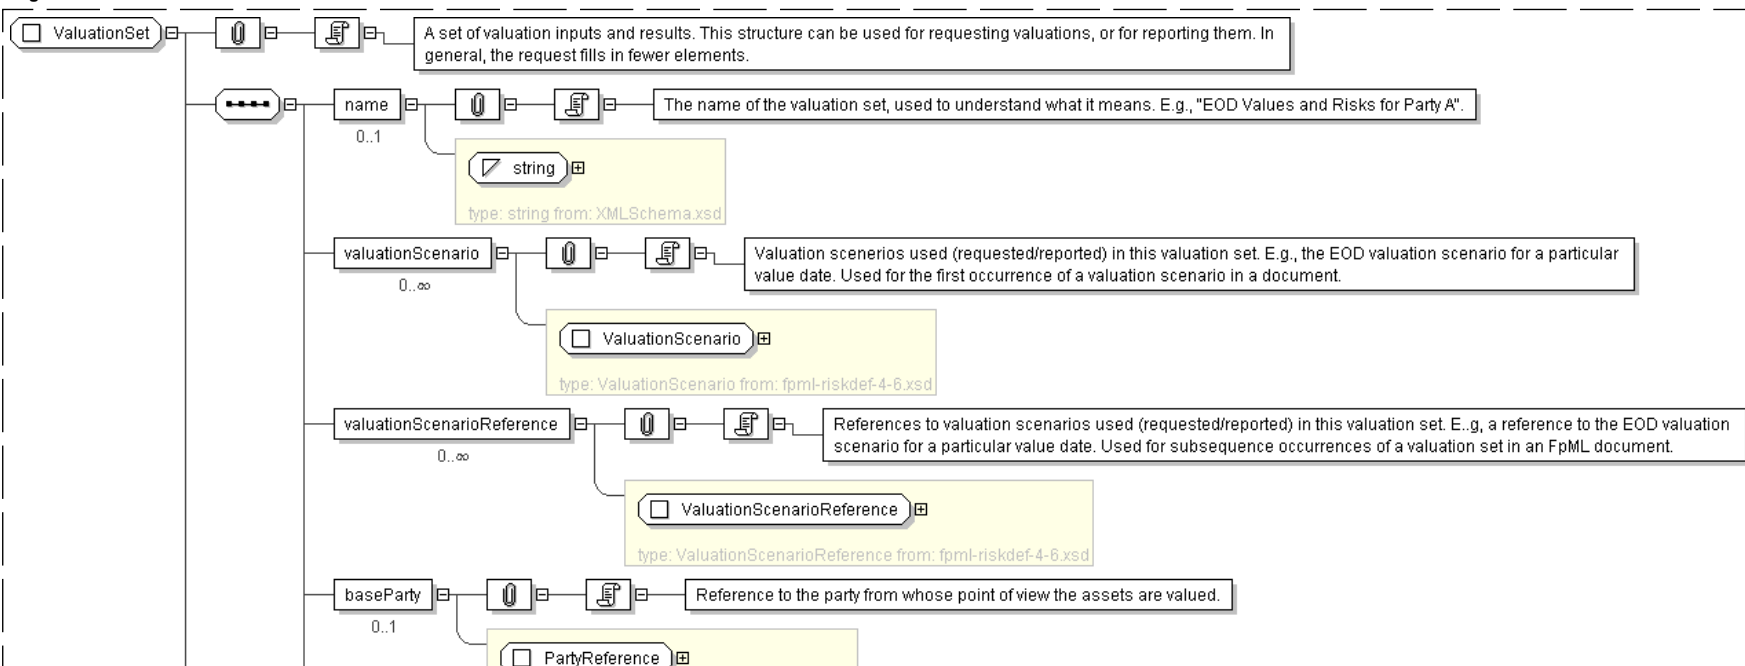 ValuationSet
A set of valuation inputs and results. This structure can be used for requesting valuations, or for reporting them. In
general, the request fills in fewer elements.
name
The name of the valuation set, used to understand what it means. E.g., "EOD Values and Risks for Party A".
0..1
string
type: string from: XMLSchema.xsd
valuationScenario
Valuation scenerios used (requested/reported) in this valuation set. E.g., the EOD valuation scenario for a particular
value date. Used for the first occurrence of a valuation scenario in a document.
0..∞
ValuationScenario
type: ValuationScenario from: fpml-riskdef-4-6.xsd
valuationScenarioReference
References to valuation scenarios used (requested/reported) in this valuation set. E..g, a reference to the EOD valuation
scenario for a particular value date. Used for subsequence occurrences of a valuation set in an FpML document.
0..∞
ValuationScenarioReference
type: ValuationScenarioReference from: fpml-riskdef-4-6.xsd
baseParty
Reference to the party from whose point of view the assets are valued.
0..1
PartyReference